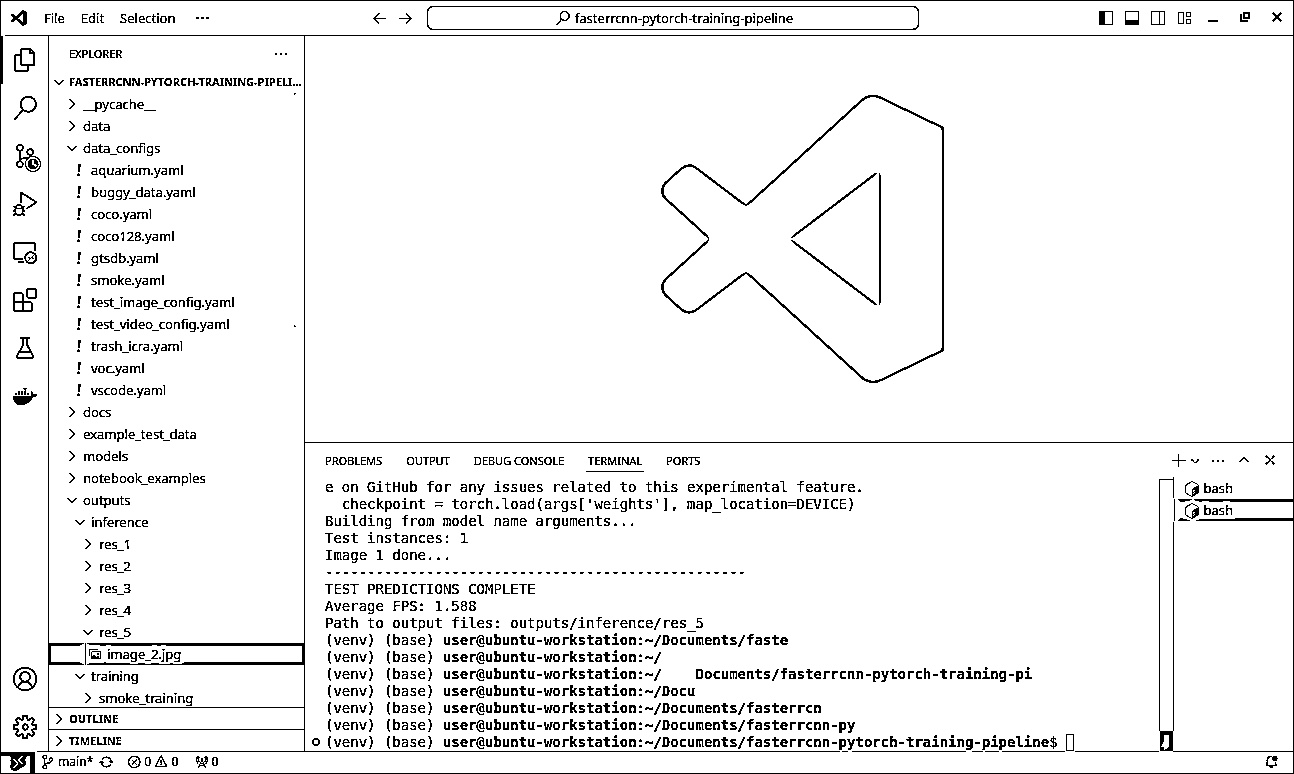 File Edit Selection ···
fasterrcnn-pytorch-training-pipeline
EXPLORER ···
FASTERRCNN-PYTORCH-TRAINING-PIPELI...
__pycache__
data
data_configs
! aquarium.yaml
! buggy_data.yaml
! coco.yaml
! coco128.yaml
! gtsdb.yaml
! smoke.yaml
! test_image_config.yaml
! test_video_config.yaml
! trash_icra.yaml
! voc.yaml
! vscode.yaml
docs
example_test_data
models
notebook_examples
outputs
inference
res_1
res_2
res_3
res_4
res_5
image_2.jpg
training
smoke_training
OUTLINE
TIMELINE
PROBLEMS OUTPUT DEBUG CONSOLE TERMINAL PORTS
e on GitHub for any issues related to this experimental feature.
checkpoint = torch.load(args['weights'], map_location=DEVICE)
Building from model name arguments...
Test instances: 1
Image 1 done...
--------------------------------------------------
TEST PREDICTIONS COMPLETE
Average FPS: 1.588
Path to output files: outputs/inference/res_5
(venv) (base) user@ubuntu-workstation:~/Documents/faste
(venv) (base) user@ubuntu-workstation:~/
(venv) (base) user@ubuntu-workstation:~/ Documents/fasterrcnn-pytorch-training-pi
(venv) (base) user@ubuntu-workstation:~/Docu
(venv) (base) user@ubuntu-workstation:~/Documents/fasterrcn
(venv) (base) user@ubuntu-workstation:~/Documents/fasterrcnn-py
(venv) (base) user@ubuntu-workstation:~/Documents/fasterrcnn-pytorch-training-pipeline$
bash
bash
main* 0 0 0